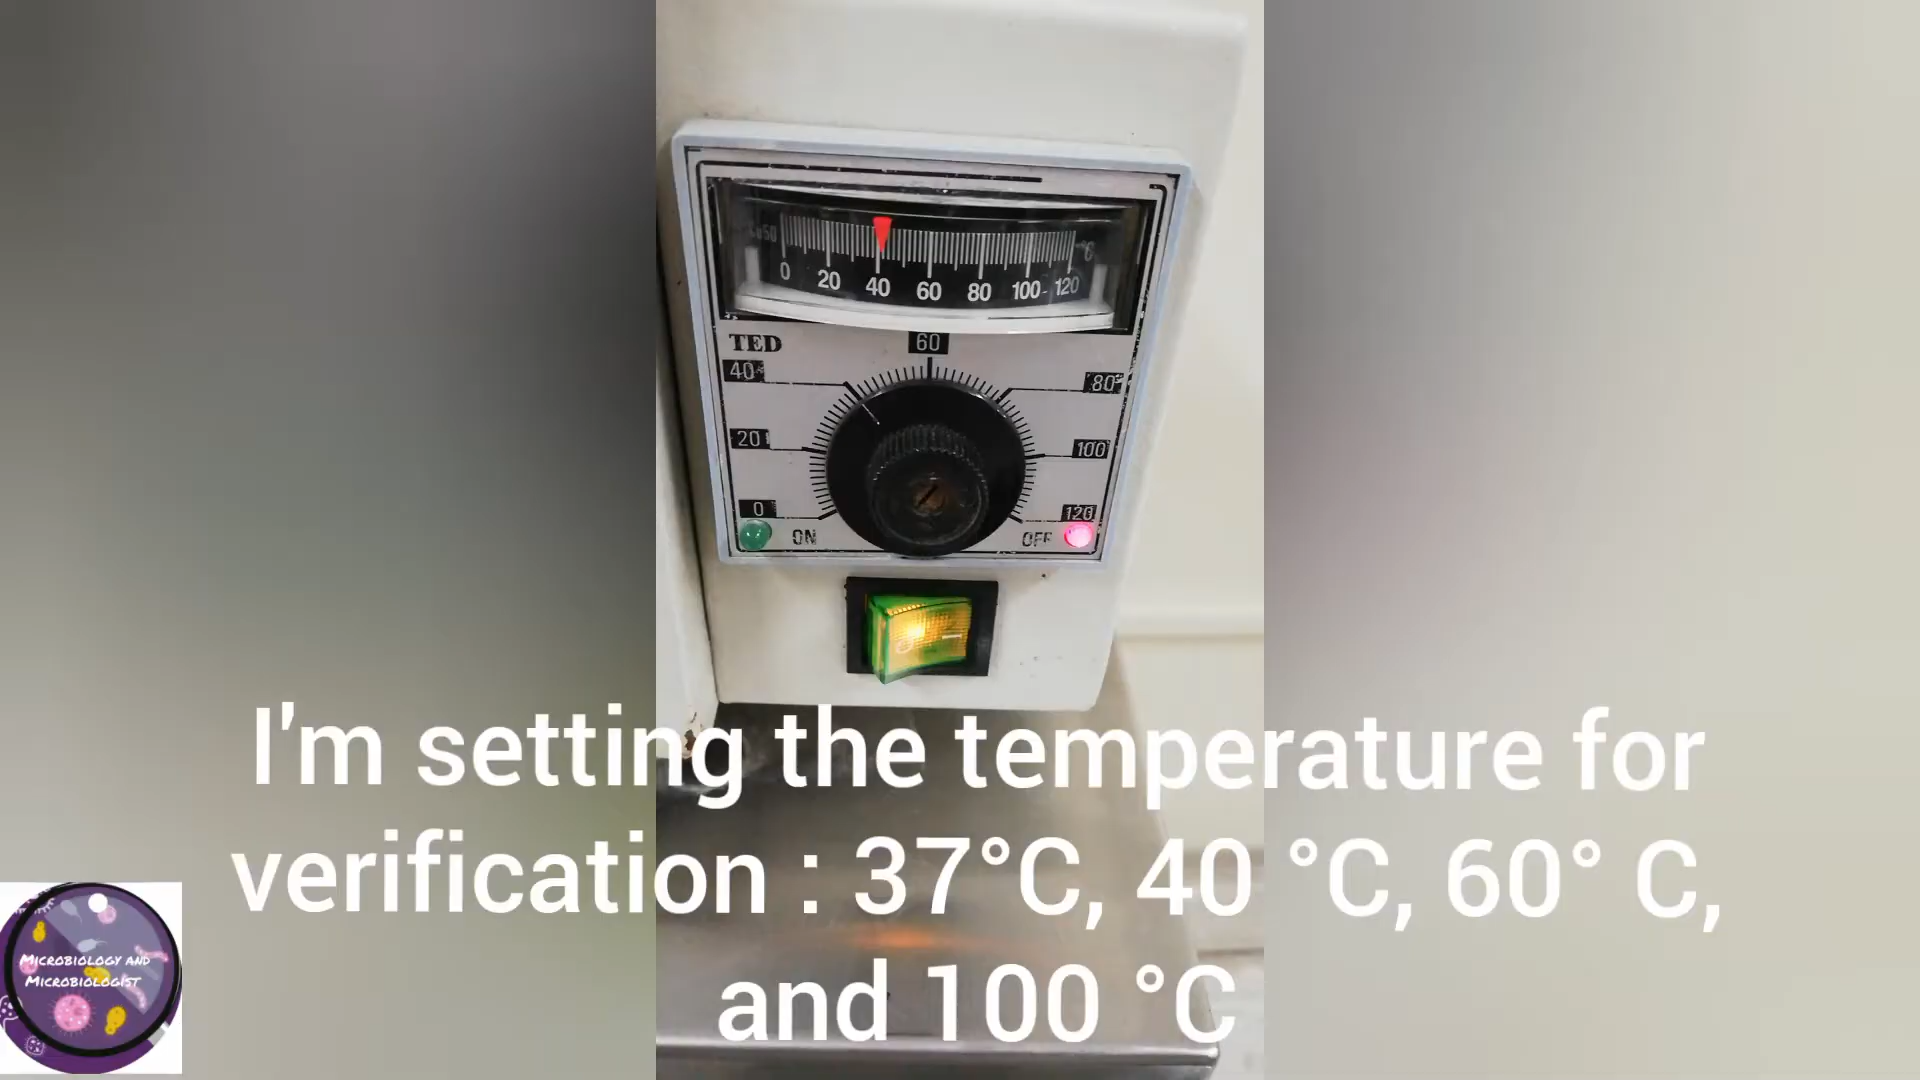 Cu50
°C
0 20 40 60 80 100 120
TED
60
40
80
20
100
0
120
ON
OFF
I'm setting the temperature for
verification : 37°C, 40 °C, 60° C,
and 100 °C
MICROBIOLOGY AND
MICROBIOLOGIST